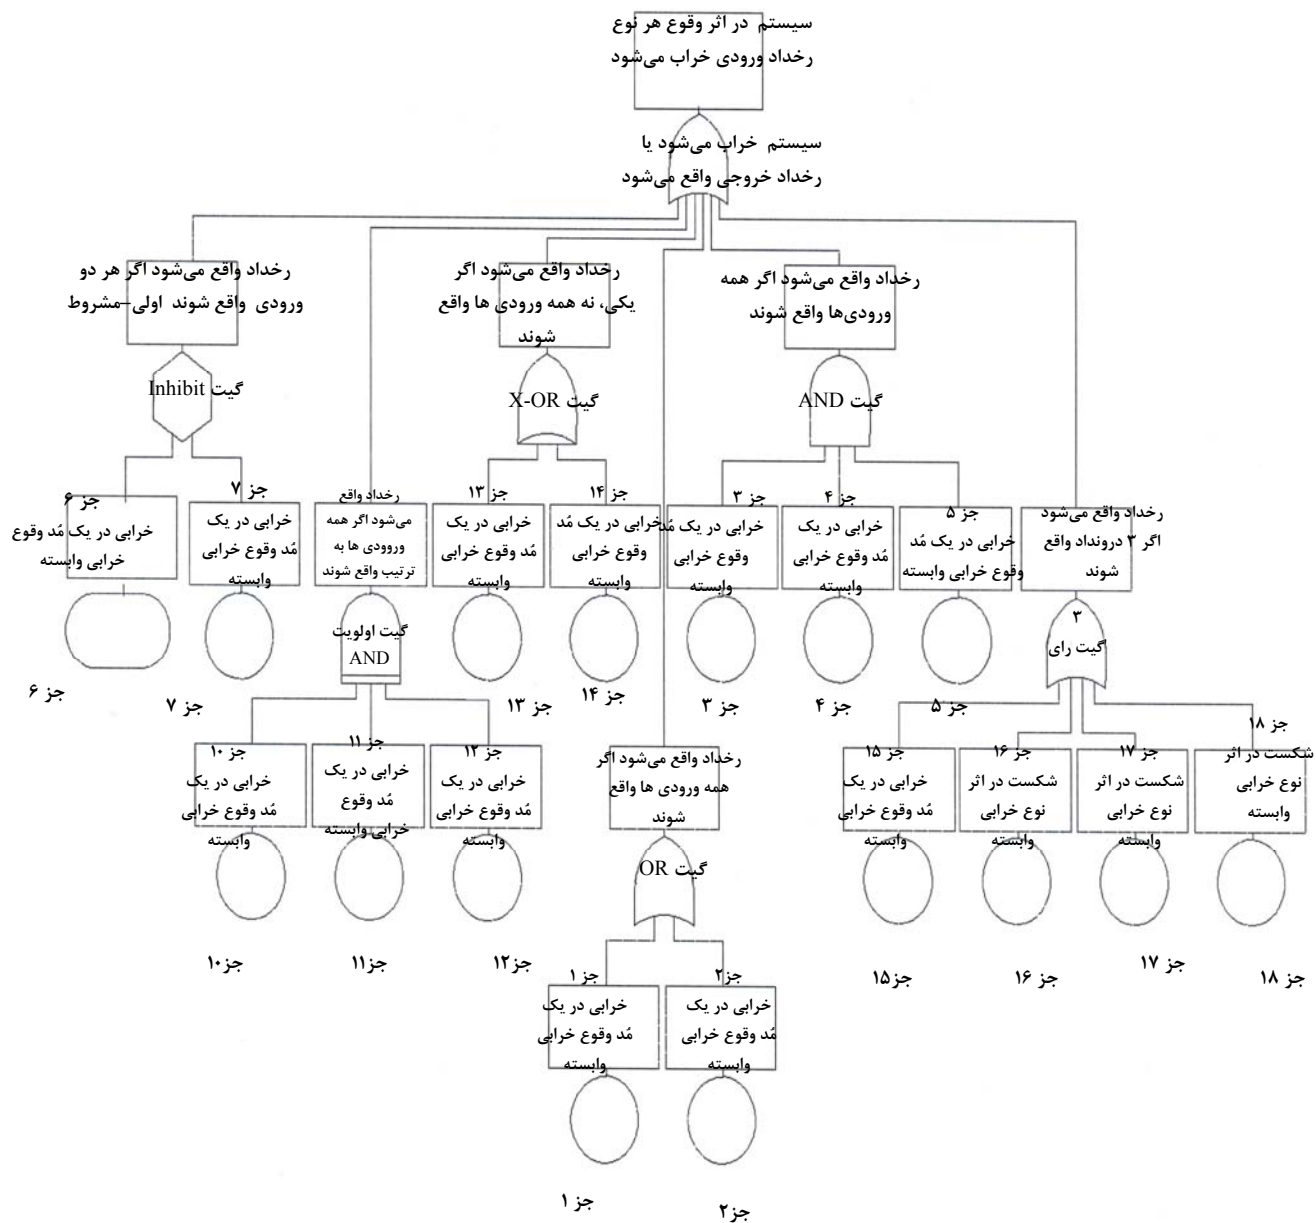 سیستم در اثر وقوع هر نوع
رخداد ورودی خراب می‌شود
سیستم خراب می‌شود یا
رخداد خروجی واقع می‌شود
رخداد واقع می‌شود اگر هر دو
ورودی واقع شوند اولی–مشروط
گیت Inhibit
رخداد واقع می‌شود اگر
یکی، نه همه ورودی ها واقع
شوند
گیت X-OR
رخداد واقع می‌شود اگر همه
ورودی‌ها واقع شوند
گیت AND
جز ۶
خرابی در یک مُد وقوع
خرابی وابسته
جز ۶
جز ۷
خرابی در یک
مُد وقوع خرابی
وابسته
جز ۷
رخداد واقع
می‌شود اگر همه
وروودی ها به
ترتیب واقع شوند
گیت اولویت
AND
جز ۱۳
خرابی در یک
مُد وقوع خرابی
وابسته
جز ۱۳
جز ۱۴
خرابی در یک مُد
وقوع خرابی
وابسته
جز ۱۴
جز ۳
خرابی در یک مُد
وقوع خرابی
وابسته
جز ۳
جز ۴
خرابی در یک
مُد وقوع خرابی
وابسته
جز ۴
جز ۵
خرابی در یک مُد
وقوع خرابی وابسته
جز ۵
رخداد واقع می‌شود
اگر ۳ درونداد واقع
شوند
۳
گیت رای
جز ۱۰
خرابی در یک
مُد وقوع خرابی
وابسته
جز۱۰
جز ۱۱
خرابی در یک
مُد وقوع
خرابی وابسته
جز۱۱
جز ۱۲
خرابی در یک
مُد وقوع خرابی
وابسته
جز۱۲
رخداد واقع می‌شود اگر
همه ورودی ها واقع
شوند
گیت OR
جز ۱۵
خرابی در یک
مُد وقوع خرابی
وابسته
جز۱۵
جز ۱۶
شکست در اثر
نوع خرابی
وابسته
جز ۱۶
جز ۱۷
شکست در اثر
نوع خرابی
وابسته
جز ۱۷
جز ۱۸
شکست در اثر
نوع خرابی
وابسته
جز ۱۸
جز ۱
خرابی در یک
مُد وقوع خرابی
وابسته
جز ۱
جز۲
خرابی در یک
مُد وقوع خرابی
وابسته
جز۲